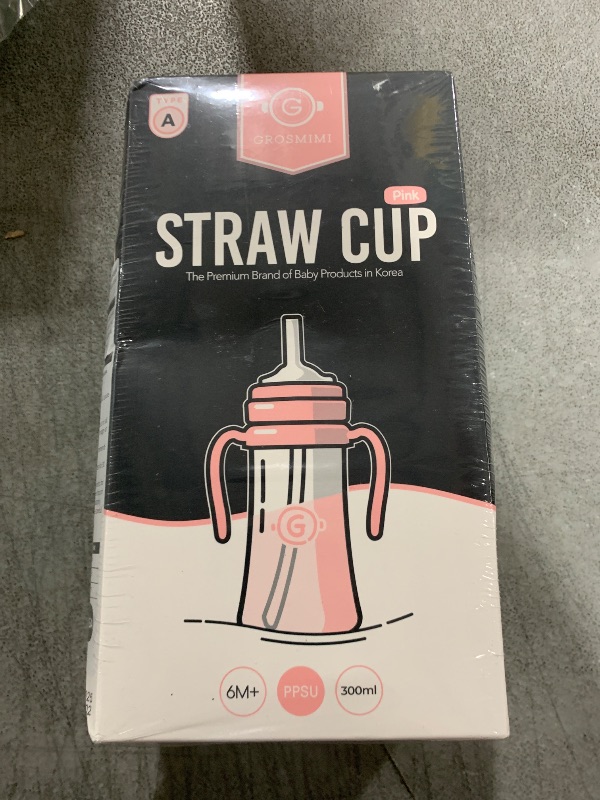 TYPE
A
G
GROSMIMI
Pink
STRAW CUP
The Premium Brand of Baby Products in Korea
G
6M+
PPSU
300ml